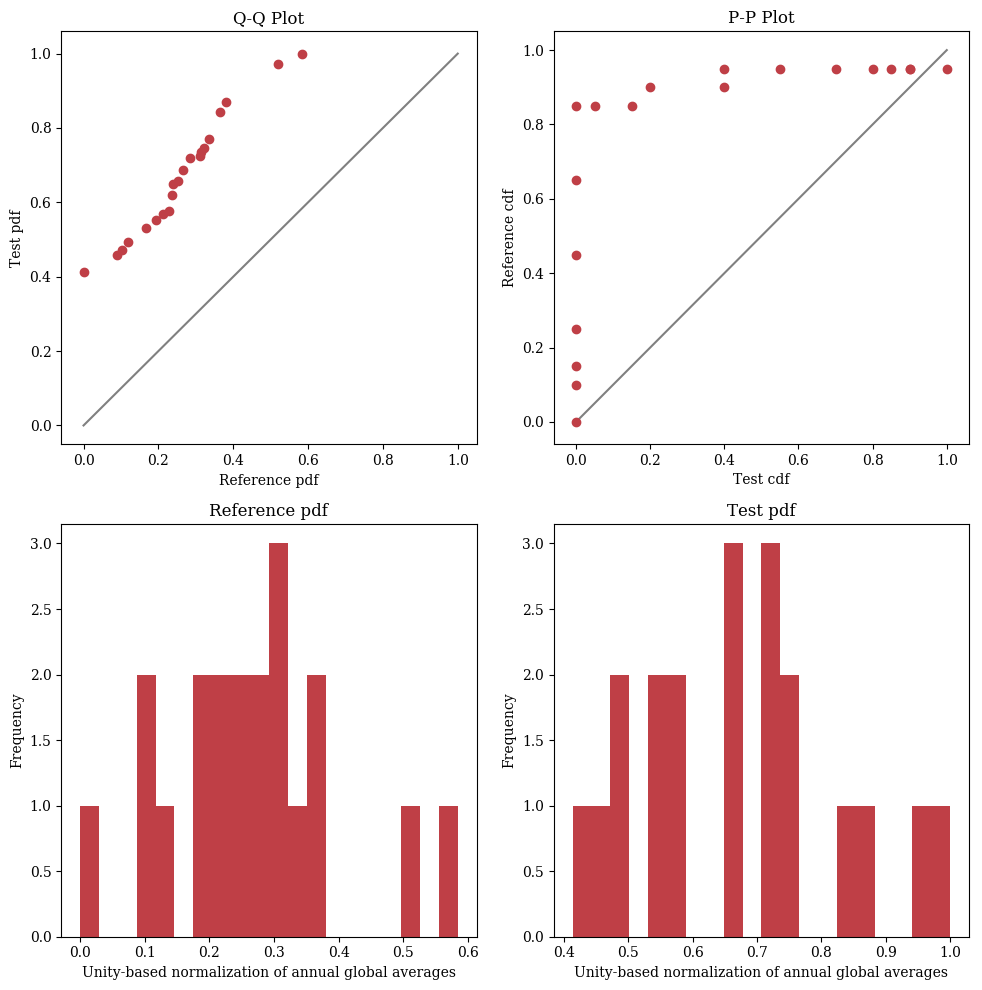 Q-Q Plot
1.0
0.8
0.6
0.4
0.2
0.0
Test pdf
0.0 0.2 0.4 0.6 0.8 1.0
Reference pdf
P-P Plot
1.0
0.8
0.6
0.4
0.2
0.0
Reference cdf
0.0 0.2 0.4 0.6 0.8 1.0
Test cdf
Reference pdf
3.0
2.5
2.0
1.5
1.0
0.5
0.0
Frequency
0.0 0.1 0.2 0.3 0.4 0.5 0.6
Unity-based normalization of annual global averages
Test pdf
3.0
2.5
2.0
1.5
1.0
0.5
0.0
Frequency
0.4 0.5 0.6 0.7 0.8 0.9 1.0
Unity-based normalization of annual global averages